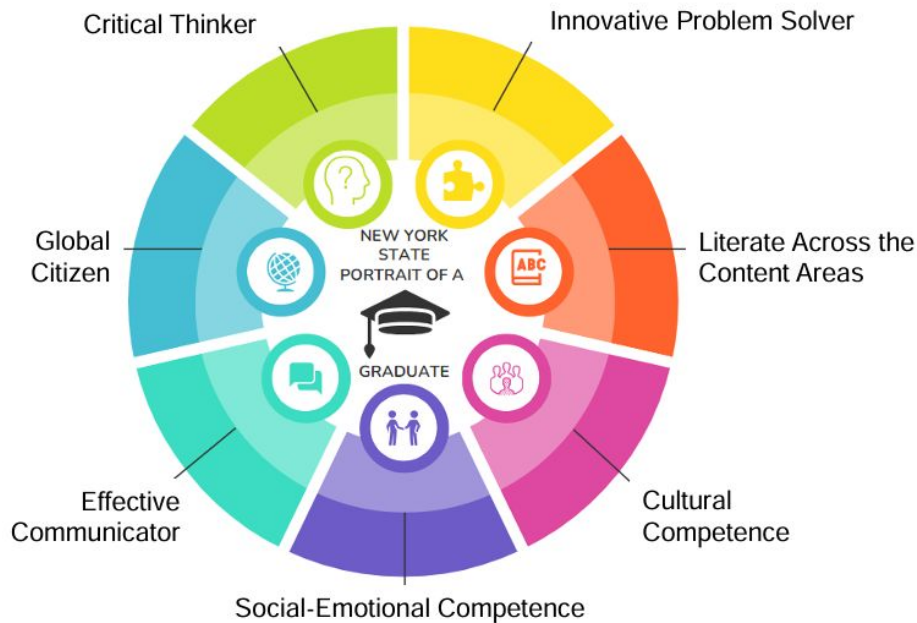 Critical Thinker
Innovative Problem Solver
?
NEW YORK
STATE
PORTRAIT OF A
GRADUATE
Global
Citizen
ABC
Literate Across the
Content Areas
Effective
Communicator
Cultural
Competence
Social-Emotional Competence